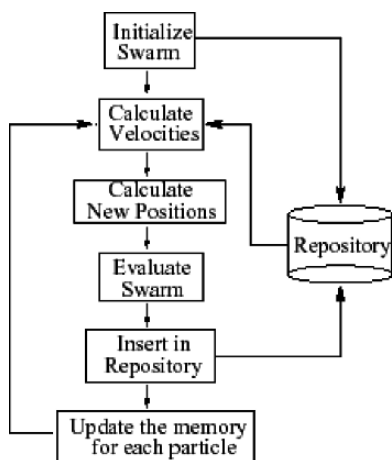 Initialize
Swarm
Calculate
Velocities
Calculate
New Positions
Repository
Evaluate
Swarm
Insert in
Repository
Update the memory
for each particle